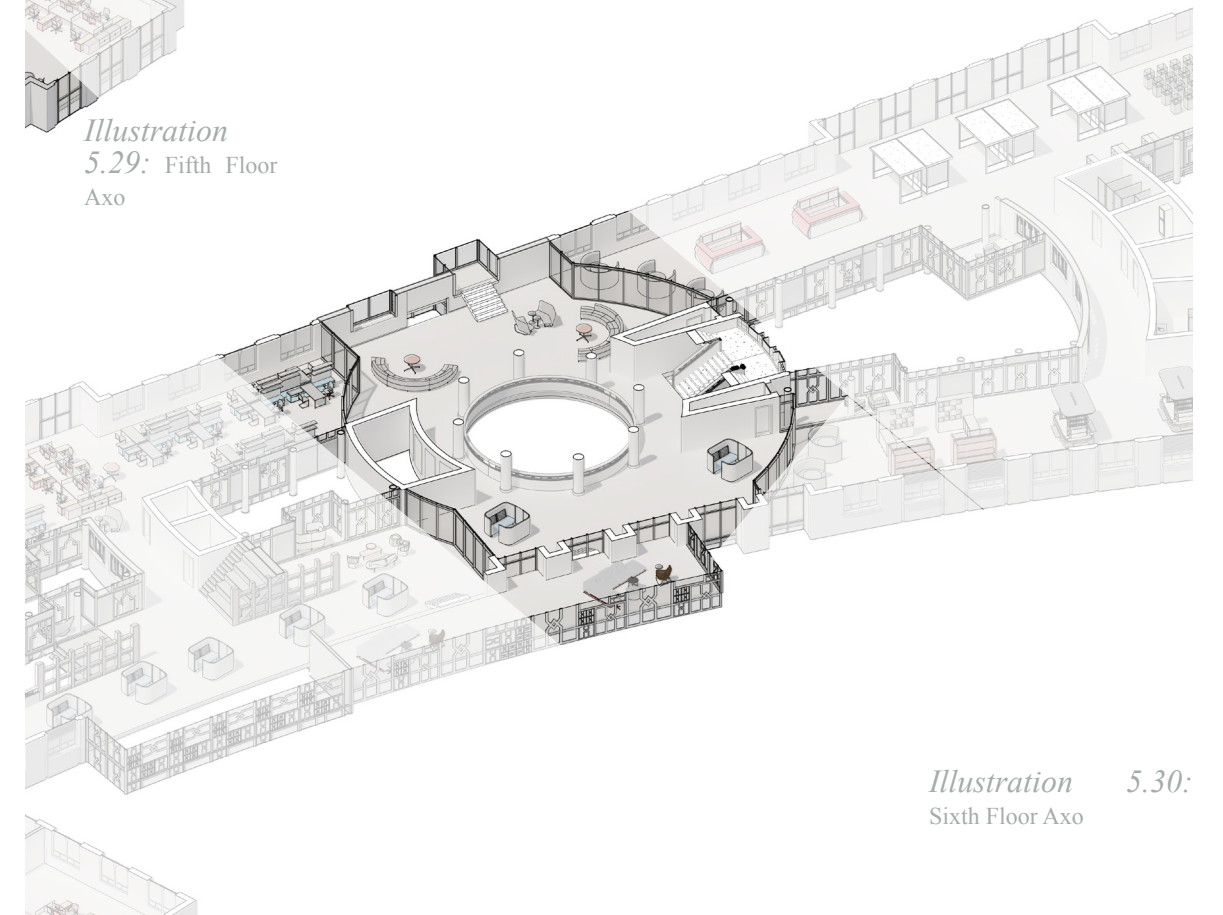 Illustration
5.29: Fifth Floor
Axo
Illustration 5.30:
Sixth Floor Axo